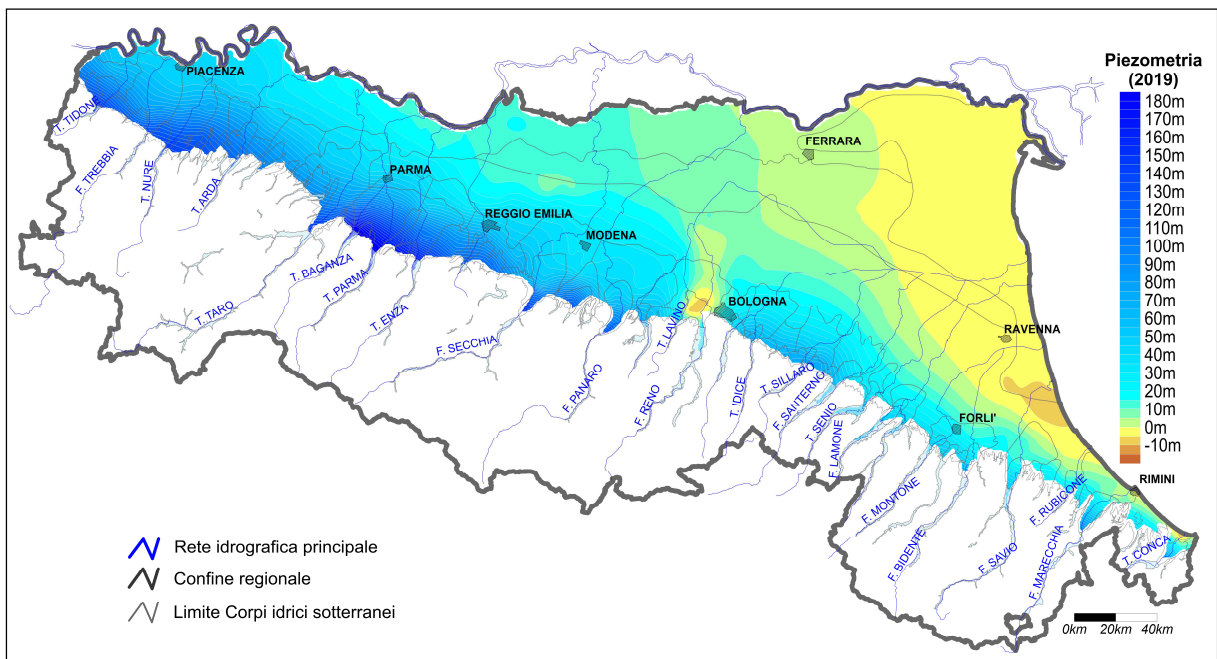 Piezometria
(2019)
180m
170m
160m
150m
140m
130m
120m
110m
100m
90m
80m
70m
60m
50m
40m
30m
20m
10m
0m
-10m
PIACENZA
PARMA
REGGIO EMILIA
MODENA
BOLOGNA
FERRARA
RAVENNA
FORLI'
RIMINI
T. TIDONE
F. TREBBIA
T. NURE
T. ARDA
T. TARO
T. BAGANZA
T. PARMA
T. ENZA
F. SECCHIA
F. PANARO
F. RENO
T. LAVINO
T. 'DICE
T. SILLARO
F. SANTERNO
T. SENIO
F. LAMONE
F. MONTONE
F. BIDENTE
F. SAVIO
F. RUBICONE
F. MARECCHIA
T. CONCA
Rete idrografica principale
Confine regionale
Limite Corpi idrici sotterranei
0km 20km 40km